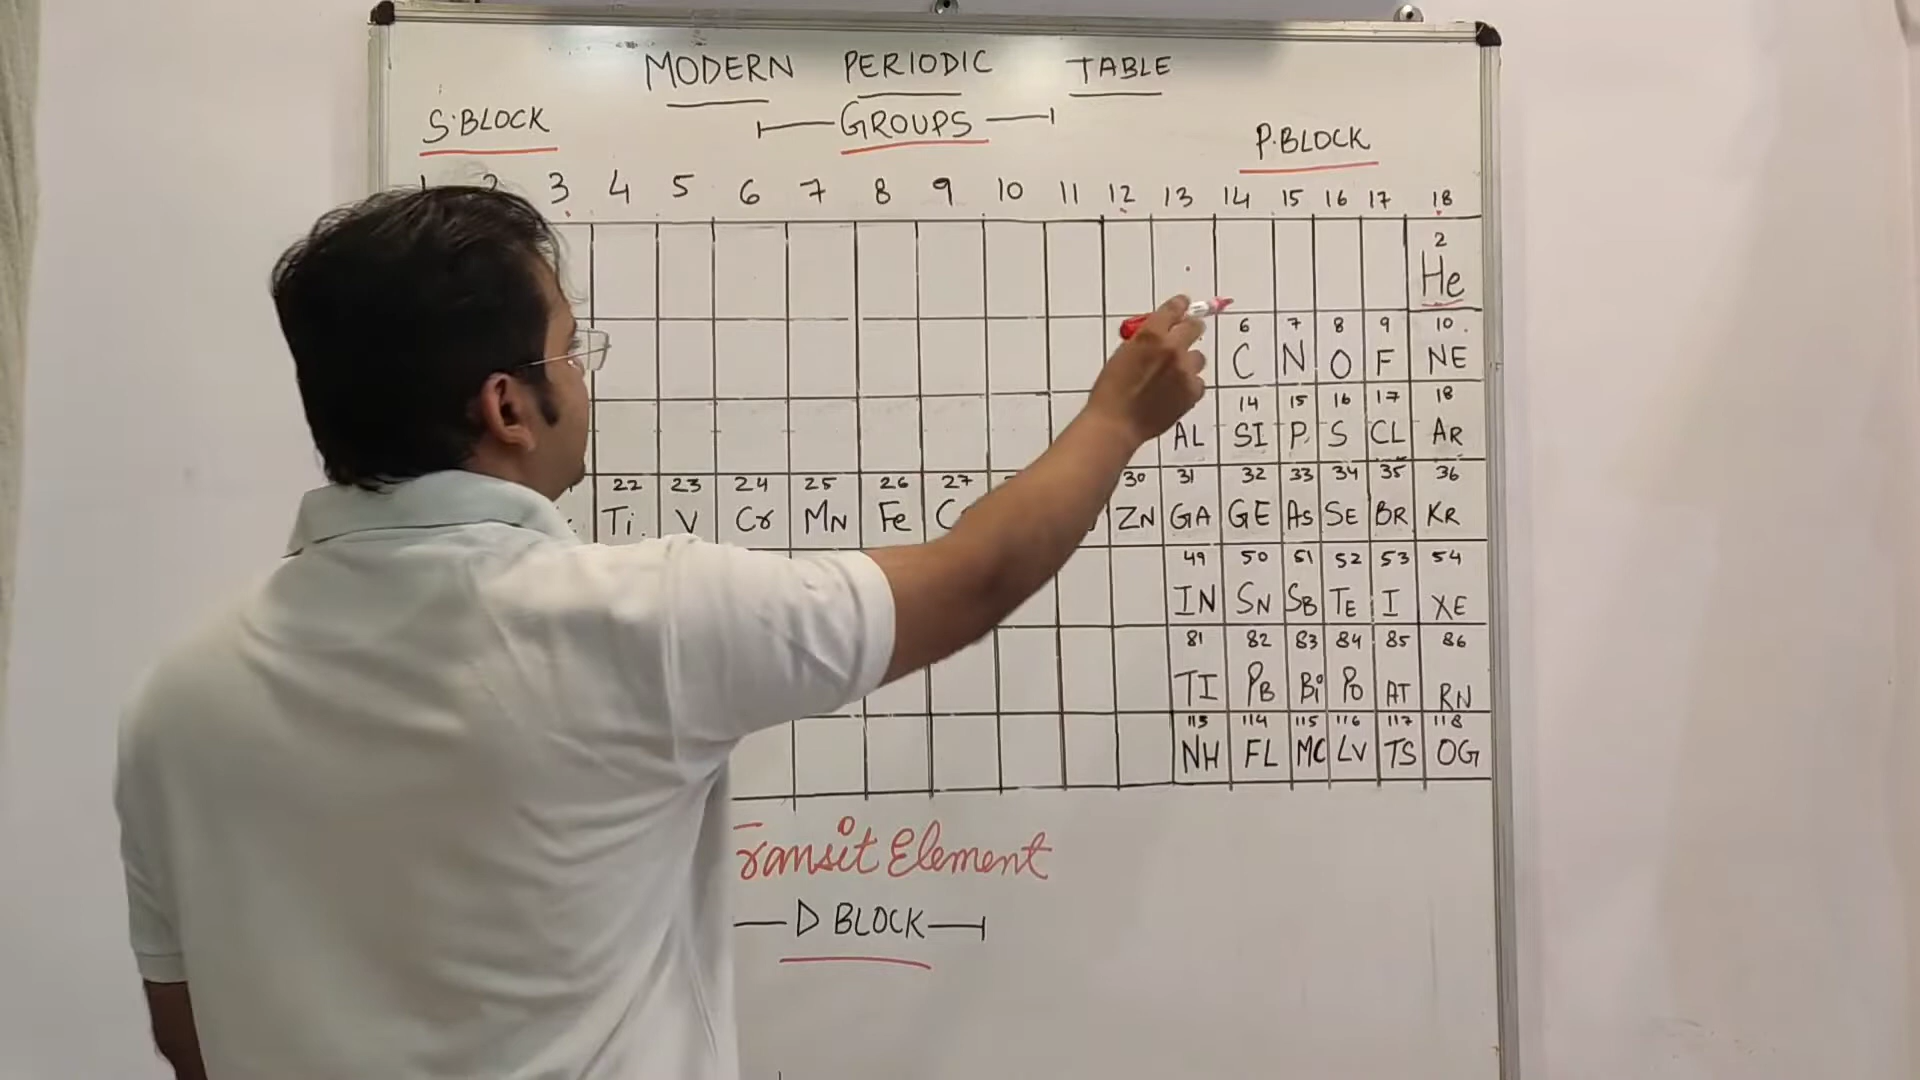 MODERN PERIODIC TABLE
S.BLOCK GROUPS P.BLOCK
3 4 5 6 7 8 9 10 11 12 13 14 15 16 17 18
2
He
6 7 8 9 10
C N O F NE
14 15 16 17 18
AL SI P S CL AR
22 23 24 25 26 27 30 31 32 33 34 35 36
Ti V Cr MN Fe ZN GA GE AS SE BR KR
49 50 51 52 53 54
IN SN SB TE I XE
81 82 83 84 85 86
TI PB Bi PO AT RN
113 114 115 116 117 118
NH FL MC LV TS OG
Transit Element
D BLOCK